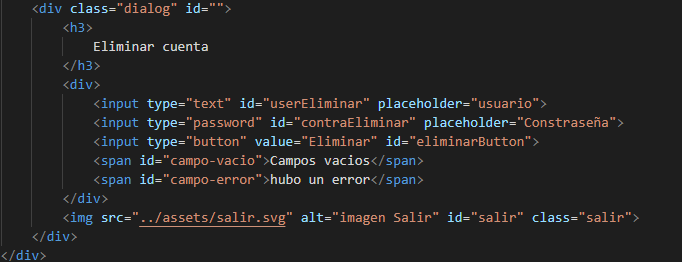 <div class="dialog" id="">
<h3>
Eliminar cuenta
</h3>
<div>
<input type="text" id="userEliminar" placeholder="usuario">
<input type="password" id="contraEliminar" placeholder="Constraseña">
<input type="button" value="Eliminar" id="eliminarButton">
<span id="campo-vacio">Campos vacios</span>
<span id="campo-error">hubo un error</span>
</div>
<img src="../assets/salir.svg" alt="imagen Salir" id="salir" class="salir">
</div>
</div>